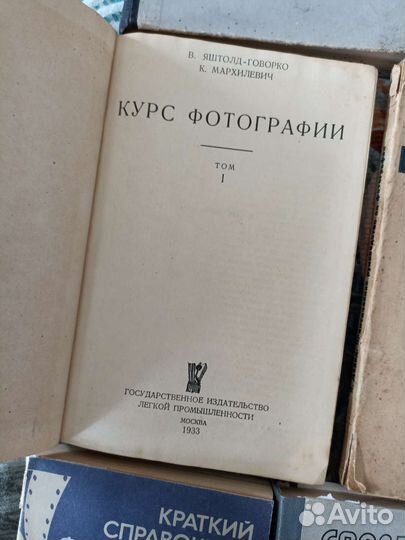 В. ЯШТОЛД-ГОВОРКО
К. МАРХИЛЕВИЧ
КУРС ФОТОГРАФИИ
ТОМ
I
ГОСУДАРСТВЕННОЕ ИЗДАТЕЛЬСТВО
ЛЕГКОЙ ПРОМЫШЛЕННОСТИ
МОСКВА
1933
КРАТКИЙ
Avito